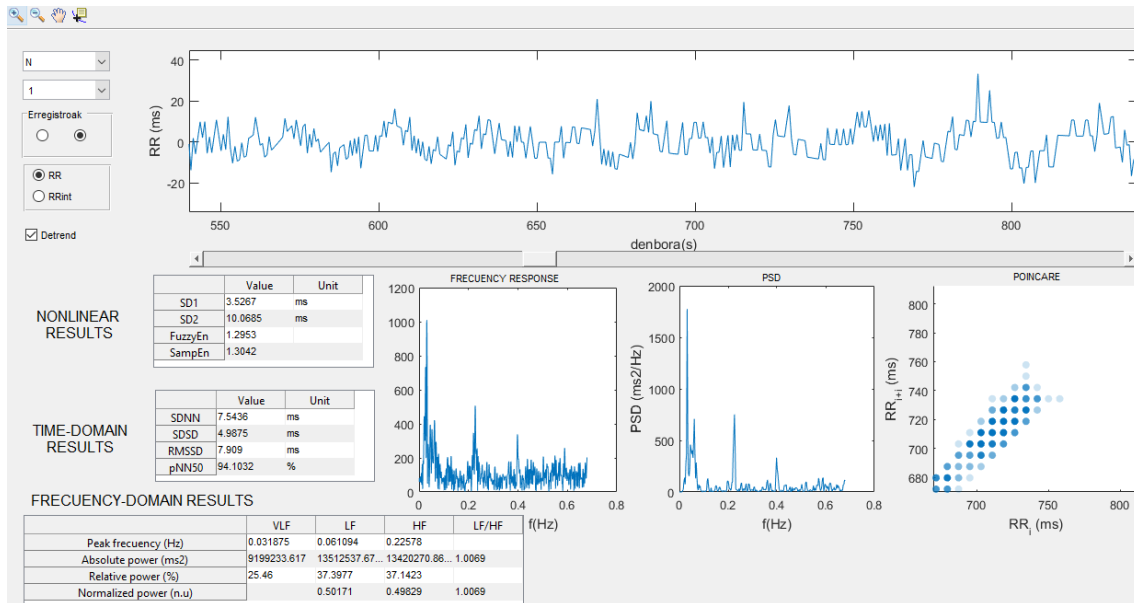 N
1
Erregistroak
RR
RRint
Detrend
RR (ms)
40
20
0
-20
550 600 650 700 750 800
denbora(s)
NONLINEAR
RESULTS
Value Unit
SD1 3.5267 ms
SD2 10.0685 ms
FuzzyEn 1.2953
SampEn 1.3042
TIME-DOMAIN
RESULTS
Value Unit
SDNN 7.5436 ms
SDSD 4.9875 ms
RMSSD 7.909 ms
pNN50 94.1032 %
FRECUENCY RESPONSE
1200
1000
800
600
400
200
0
0 0.2 0.4 0.6 0.8
f(Hz)
PSD
PSD (ms2/Hz)
2000
1500
1000
500
0
0 0.2 0.4 0.6 0.8
f(Hz)
POINCARE
RRi+i (ms)
800
780
760
740
720
700
680
700 750 800
RRi (ms)
FRECUENCY-DOMAIN RESULTS
VLF LF HF LF/HF
Peak frecuency (Hz) 0.031875 0.061094 0.22578
Absolute power (ms2) 9199233.617 13512537.67... 13420270.86... 1.0069
Relative power (%) 25.46 37.3977 37.1423
Normalized power (n.u) 0.50171 0.49829 1.0069